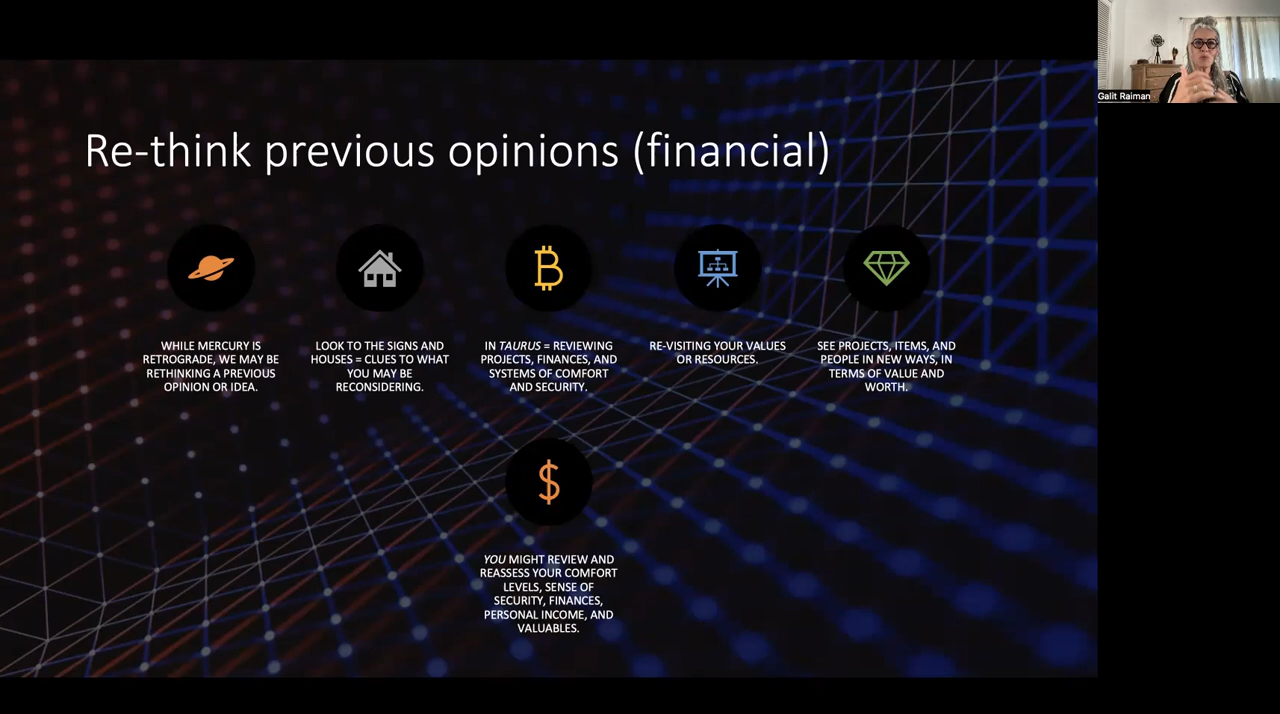 Re-think previous opinions (financial)
WHILE MERCURY IS
RETROGRADE, WE MAY BE
RETHINKING A PREVIOUS
OPINION OR IDEA.
LOOK TO THE SIGNS AND
HOUSES = CLUES TO WHAT
YOU MAY BE
RECONSIDERING.
IN TAURUS = REVIEWING
PROJECTS, FINANCES, AND
SYSTEMS OF COMFORT
AND SECURITY.
RE-VISITING YOUR VALUES
OR RESOURCES.
SEE PROJECTS, ITEMS, AND
PEOPLE IN NEW WAYS, IN
TERMS OF VALUE AND
WORTH.
YOU MIGHT REVIEW AND
REASSESS YOUR COMFORT
LEVELS, SENSE OF
SECURITY, FINANCES,
PERSONAL INCOME, AND
VALUABLES.
Galit Raiman